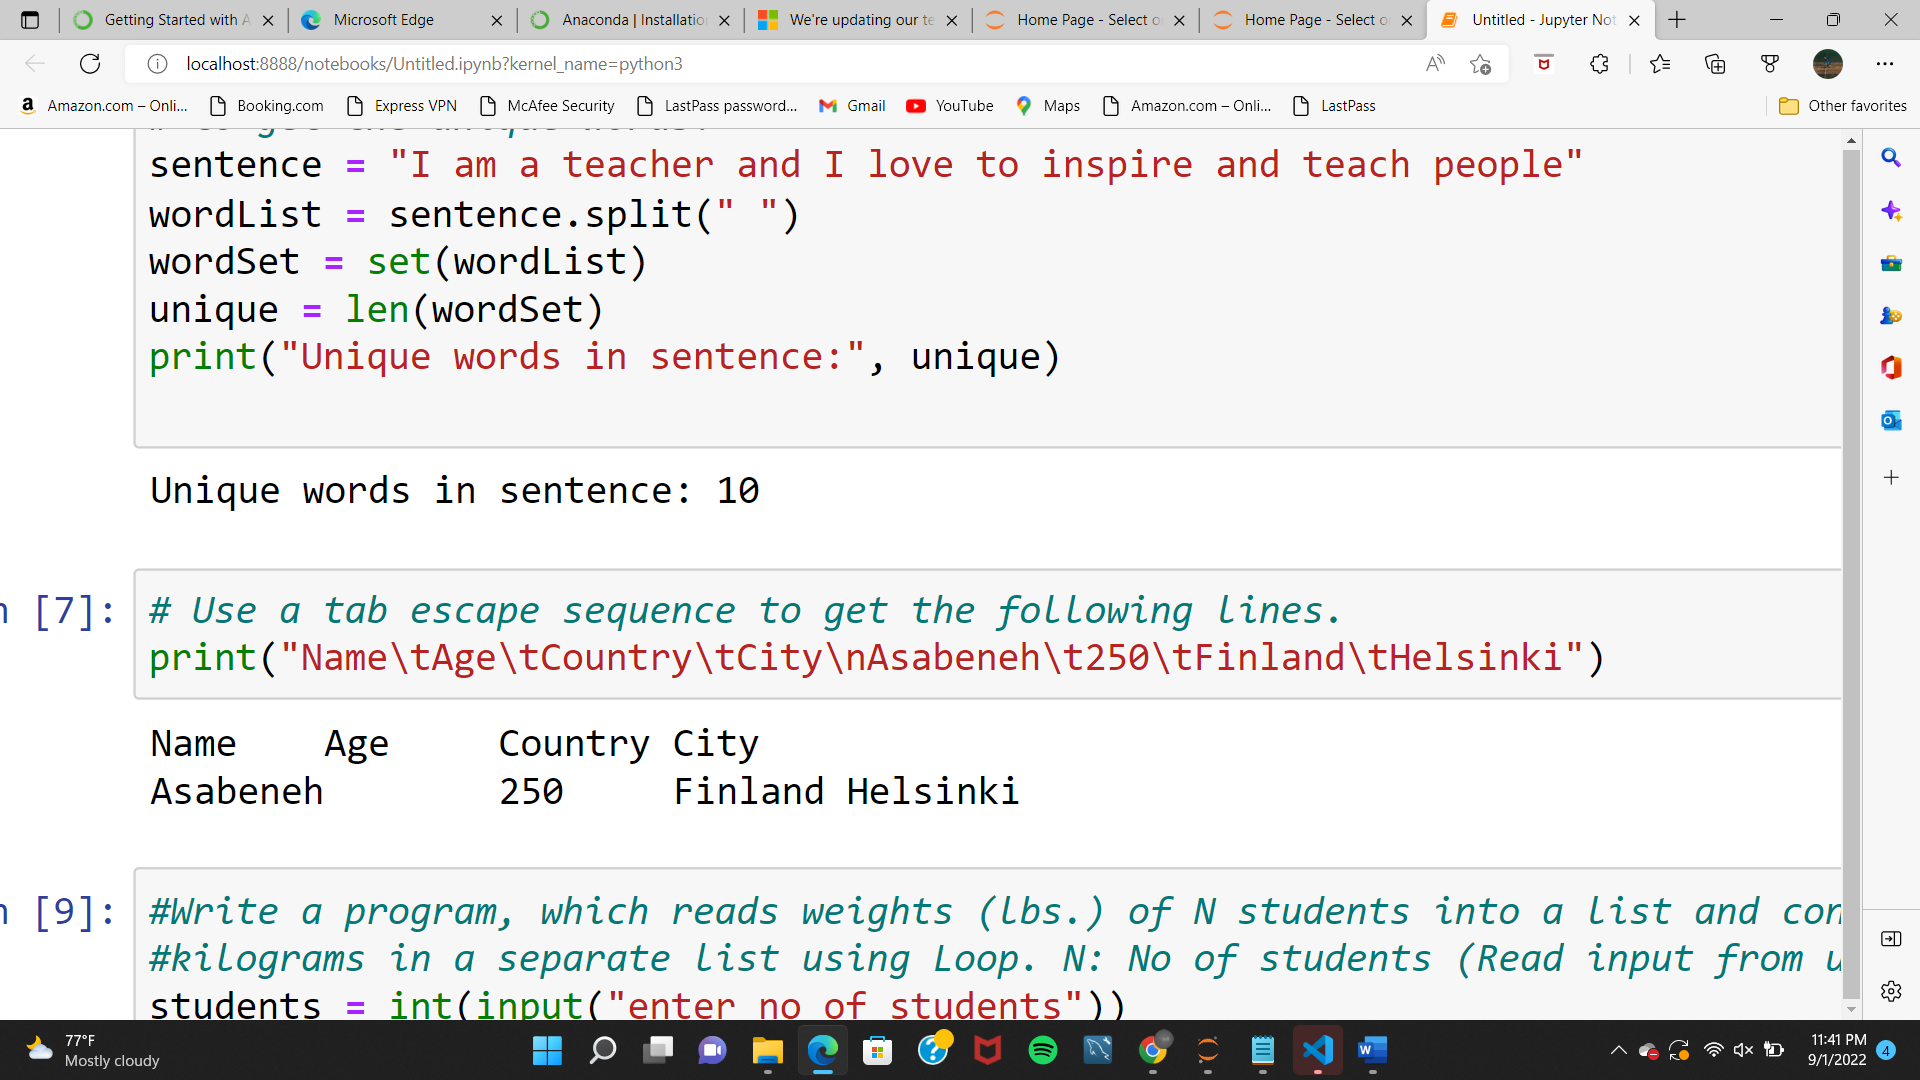 Getting Started with A
Microsoft Edge
Anaconda | Installatio
We're updating our te
Home Page - Select o
Home Page - Select o
Untitled - Jupyter Not
localhost:8888/notebooks/Untitled.ipynb?kernel_name=python3
Amazon.com – Onli...
Booking.com
Express VPN
McAfee Security
LastPass password...
Gmail
YouTube
Maps
Amazon.com – Onli...
LastPass
Other favorites
sentence = "I am a teacher and I love to inspire and teach people"
wordList = sentence.split(" ")
wordSet = set(wordList)
unique = len(wordSet)
print("Unique words in sentence:", unique)
Unique words in sentence: 10
n [7]:
# Use a tab escape sequence to get the following lines.
print("Name\tAge\tCountry\tCity\nAsabeneh\t250\tFinland\tHelsinki")
Name Age Country City
Asabeneh 250 Finland Helsinki
n [9]:
#Write a program, which reads weights (lbs.) of N students into a list and con
#kilograms in a separate list using Loop. N: No of students (Read input from u
students = int(input("enter no of students"))
77°F
Mostly cloudy
11:41 PM
9/1/2022
4